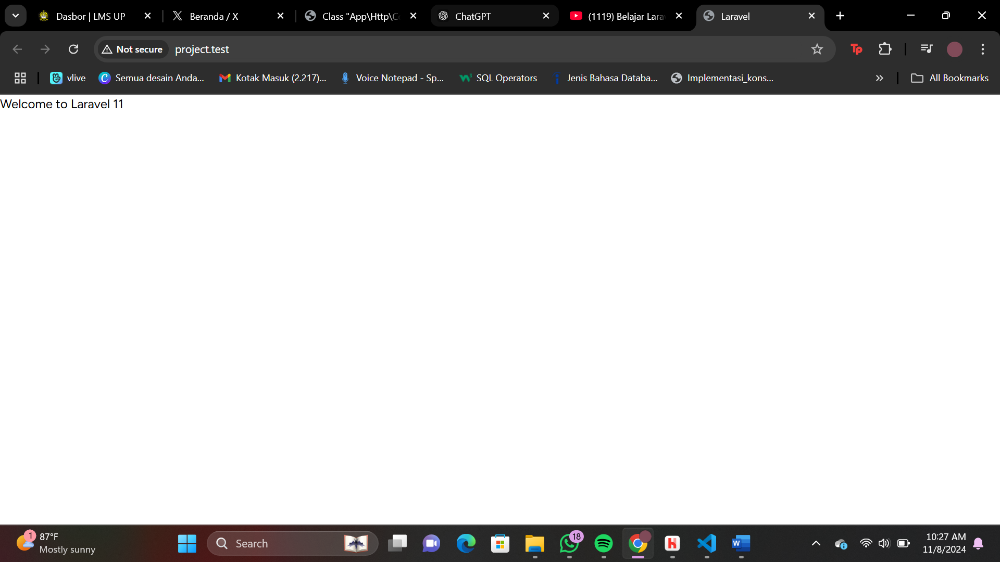 Dasbor | LMS UP
Beranda / X
Class "App\Http\Co
ChatGPT
(1119) Belajar Lara
Laravel
Not secure
project.test
Tp
vlive
Semua desain Anda...
Kotak Masuk (2.217)...
Voice Notepad - Sp...
SQL Operators
Jenis Bahasa Databa...
Implementasi_kons...
All Bookmarks
Welcome to Laravel 11
1
87°F
Mostly sunny
Search
18
10:27 AM
11/8/2024